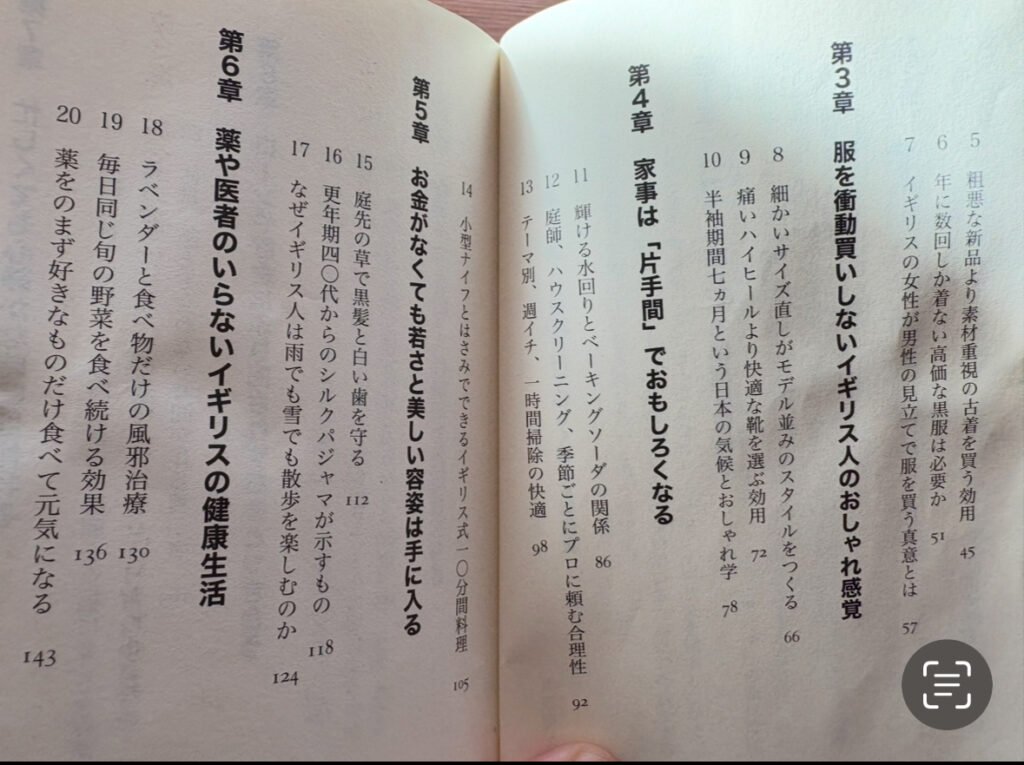 5 粗悪な新品より素材重視の古着を買う効用 45
6 年に数回しか着ない高価な黒服は必要か 51
7 イギリスの女性が男性の見立てで服を買う真意とは 57
第3章 服を衝動買いしないイギリス人のおしゃれ感覚
8 細かいサイズ直しがモデル並みのスタイルをつくる 66
9 痛いハイヒールより快適な靴を選ぶ効用 72
10 半袖期間七ヵ月という日本の気候とおしゃれ学 78
第4章 家事は「片手間」でおもしろくなる
11 輝ける水回りとベーキングソーダの関係 86
12 庭師、ハウスクリーニング、季節ごとにプロに頼む合理性 92
13 テーマ別、週イチ、一時間掃除の快適 98
14 小型ナイフとはさみでできるイギリス式一〇分間料理 105
第5章 お金がなくても若さと美しい容姿は手に入る
15 庭先の草で黒髪と白い歯を守る 112
16 更年期四〇代からのシルクパジャマが示すもの 118
17 なぜイギリス人は雨でも雪でも散歩を楽しむのか 124
第6章 薬や医者のいらないイギリスの健康生活
18 ラベンダーと食べ物だけの風邪治療 130
19 毎日同じ旬の野菜を食べ続ける効果 136
20 薬をのまず好きなものだけ食べて元気になる 143